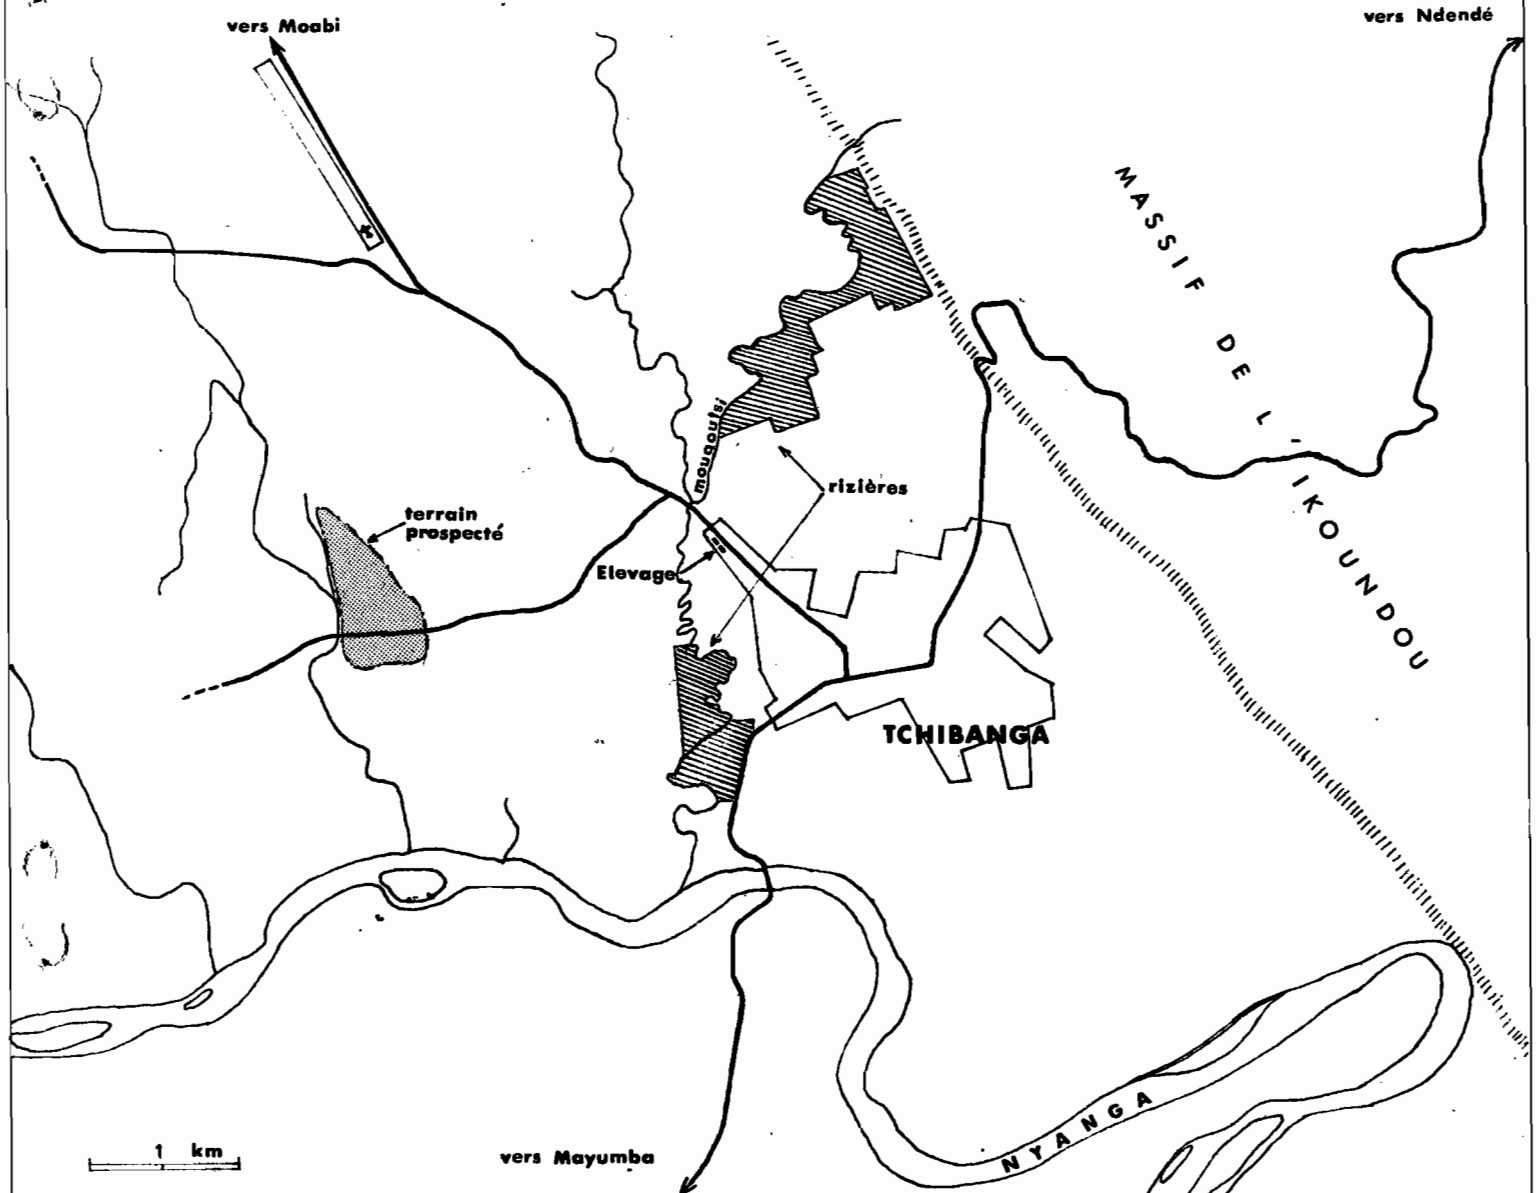 vers Moabi
vers Ndendé
MASSIF DE L'IKOUNDOU
mougoutsi
rizières
terrain
prospecté
Elevage
TCHIBANGA
NYANGA
1 km
vers Mayumba